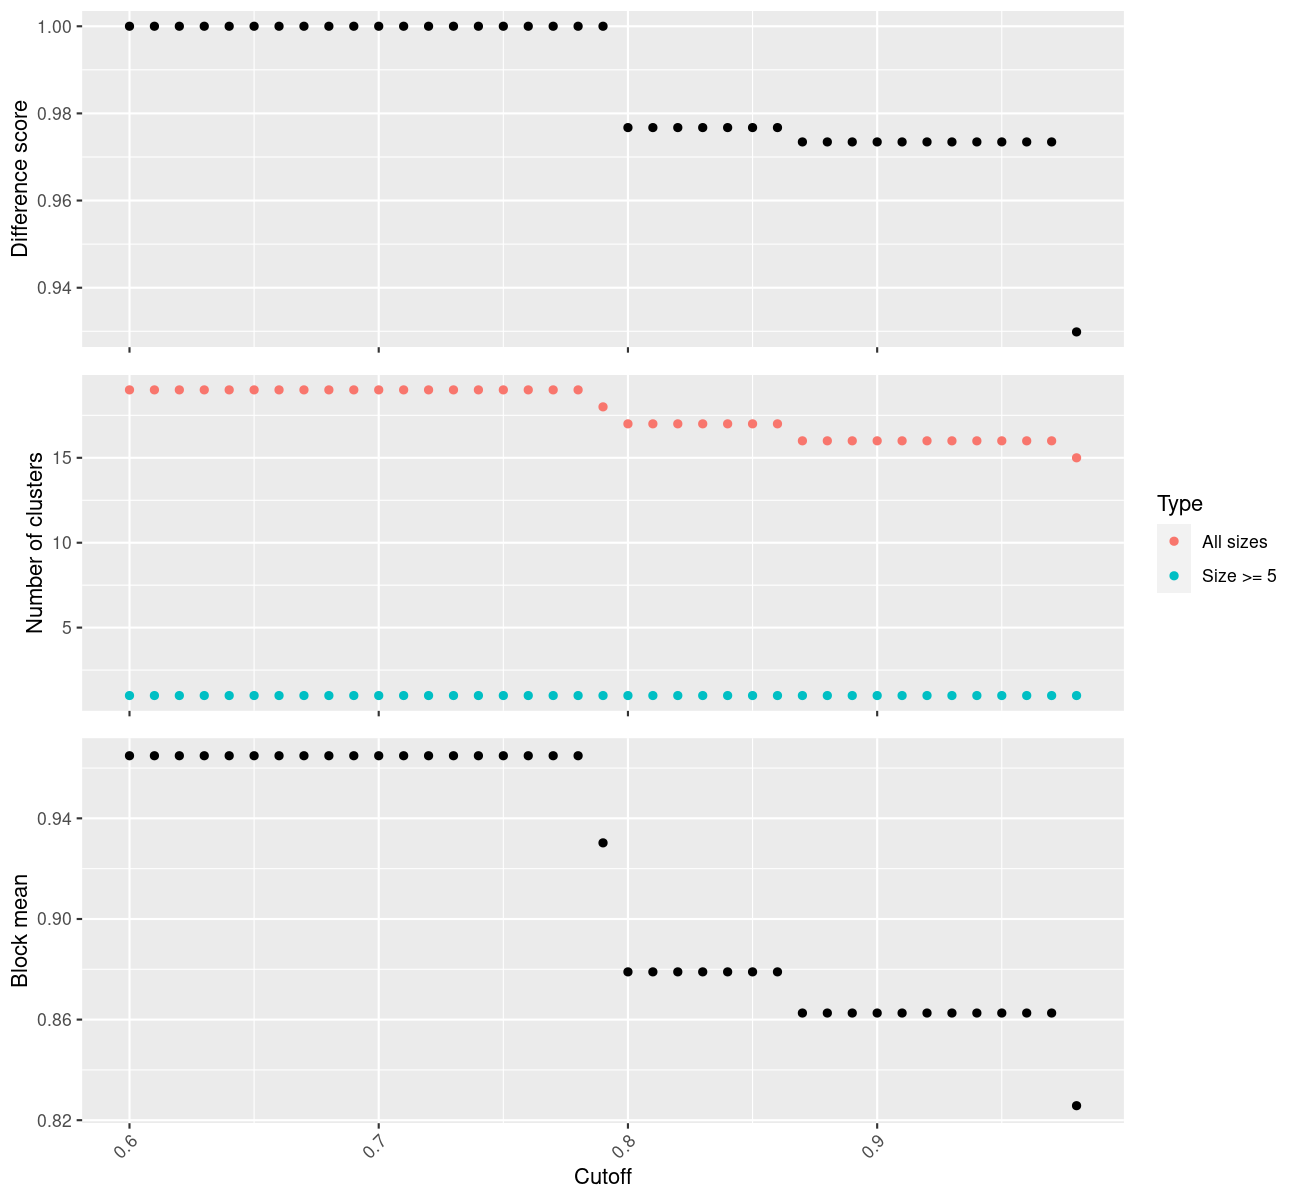 Difference score
1.00
0.98
0.96
0.94
Number of clusters
15
10
5
Type
All sizes
Size >= 5
Block mean
0.94
0.90
0.86
0.82
0.6 0.7 0.8 0.9
Cutoff